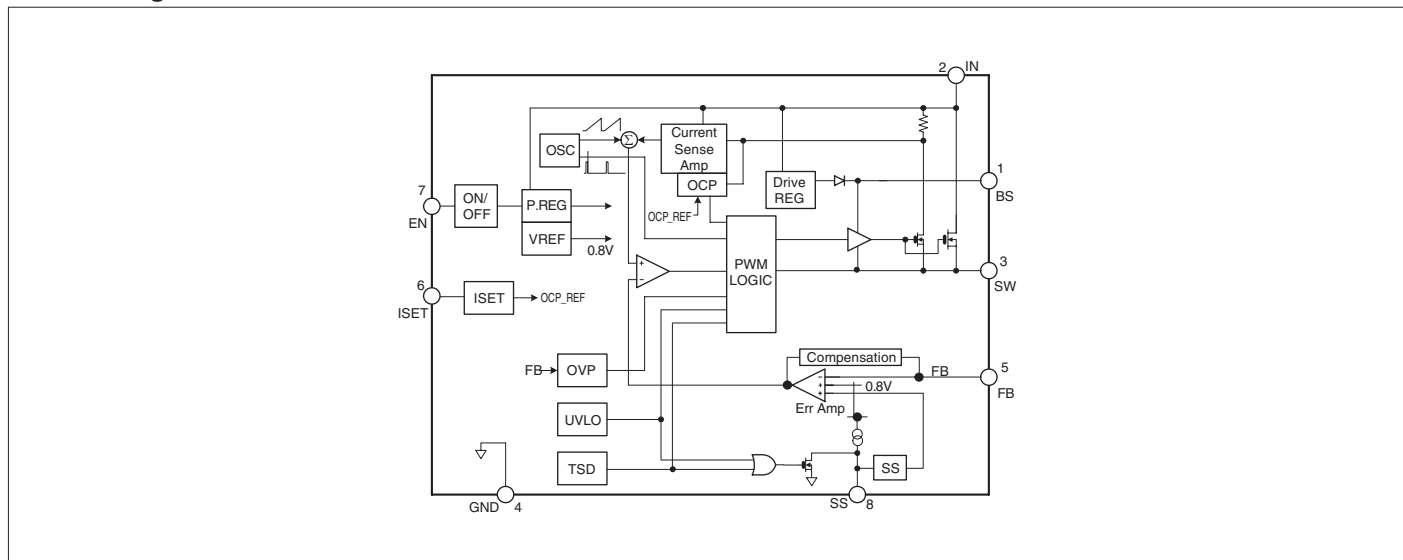 2
IN
OSC
Σ
Current
Sense
Amp
OCP
OCP_REF
Drive
REG
1
BS
7
EN
ON/
OFF
P.REG
VREF
0.8V
PWM
LOGIC
3
SW
6
ISET
ISET
OCP_REF
+
−
Compensation
FB
OVP
FB
5
FB
−
+
+
0.8V
Err Amp
UVLO
TSD
SS
GND 4
SS 8